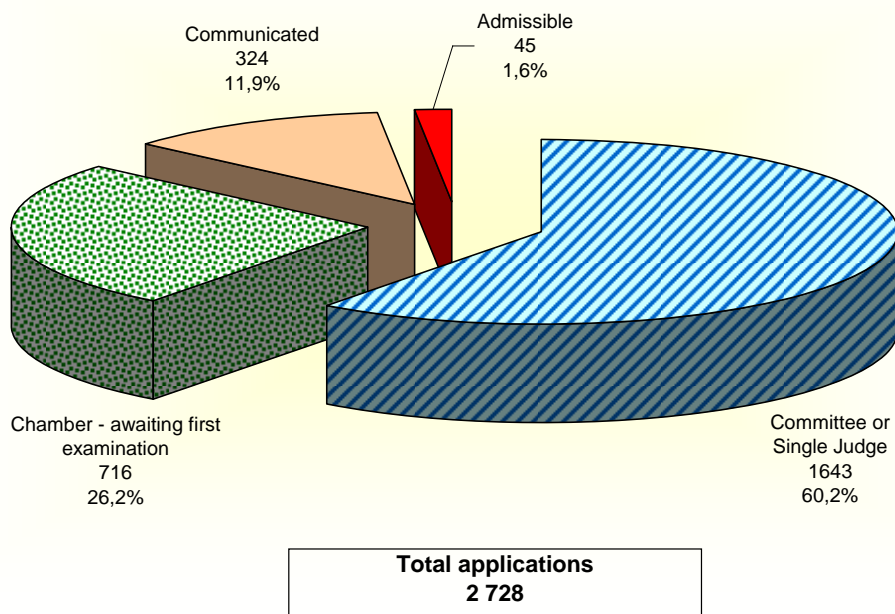 Communicated
324
11,9%
Admissible
45
1,6%
Chamber - awaiting first
examination
716
26,2%
Committee or
Single Judge
1643
60,2%
Total applications
2 728